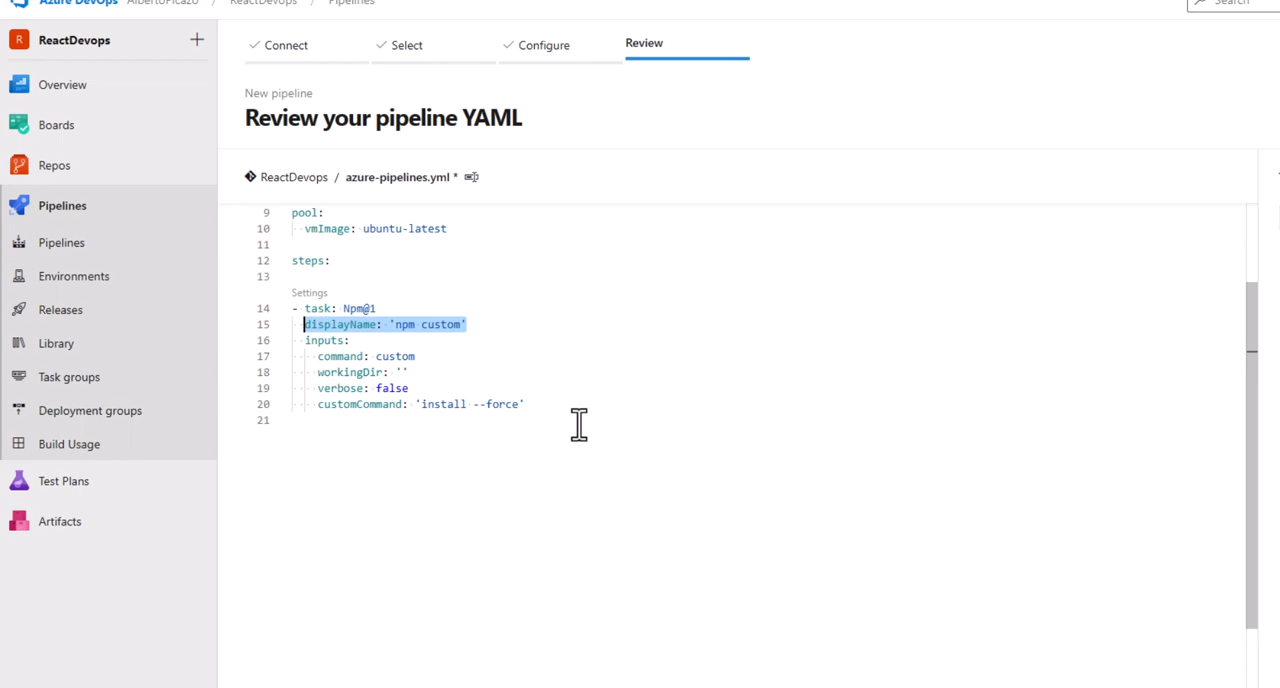 Azure DevOps AlbertoPicazo / ReactDevops / Pipelines
Search
R ReactDevops
Overview
Boards
Repos
Pipelines
Pipelines
Environments
Releases
Library
Task groups
Deployment groups
Build Usage
Test Plans
Artifacts
Connect
Select
Configure
Review
New pipeline
Review your pipeline YAML
ReactDevops / azure-pipelines.yml *
9 pool:
10 vmImage: ubuntu-latest
11
12 steps:
13
Settings
14 - task: Npm@1
15 displayName: 'npm custom'
16 inputs:
17 command: custom
18 workingDir: ''
19 verbose: false
20 customCommand: 'install --force'
21